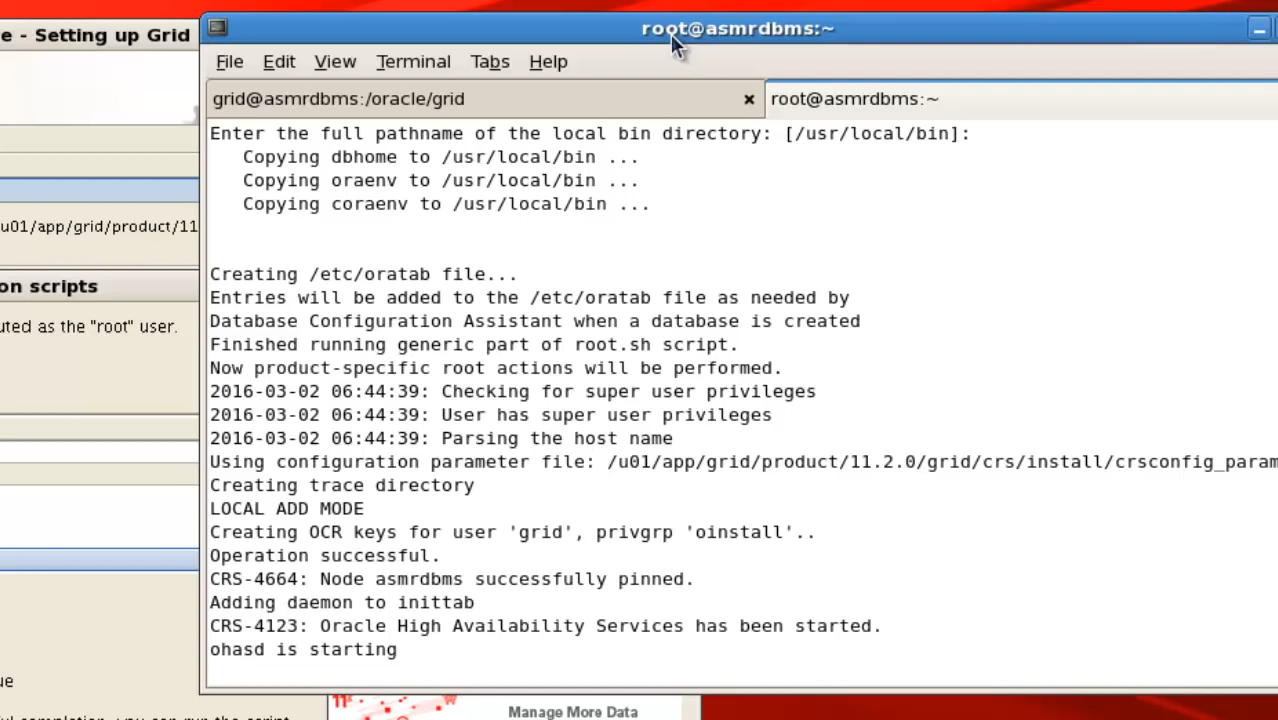 e - Setting up Grid
root@asmrdbms:~
File Edit View Terminal Tabs Help
grid@asmrdbms:/oracle/grid
root@asmrdbms:~
Enter the full pathname of the local bin directory: [/usr/local/bin]:
Copying dbhome to /usr/local/bin ...
Copying oraenv to /usr/local/bin ...
Copying coraenv to /usr/local/bin ...
Creating /etc/oratab file...
Entries will be added to the /etc/oratab file as needed by
Database Configuration Assistant when a database is created
Finished running generic part of root.sh script.
Now product-specific root actions will be performed.
2016-03-02 06:44:39: Checking for super user privileges
2016-03-02 06:44:39: User has super user privileges
2016-03-02 06:44:39: Parsing the host name
Using configuration parameter file: /u01/app/grid/product/11.2.0/grid/crs/install/crsconfig_param
Creating trace directory
LOCAL ADD MODE
Creating OCR keys for user 'grid', privgrp 'oinstall'..
Operation successful.
CRS-4664: Node asmrdbms successfully pinned.
Adding daemon to inittab
CRS-4123: Oracle High Availability Services has been started.
ohasd is starting
u01/app/grid/product/11
on scripts
uted as the "root" user.
ue
Manage More Data